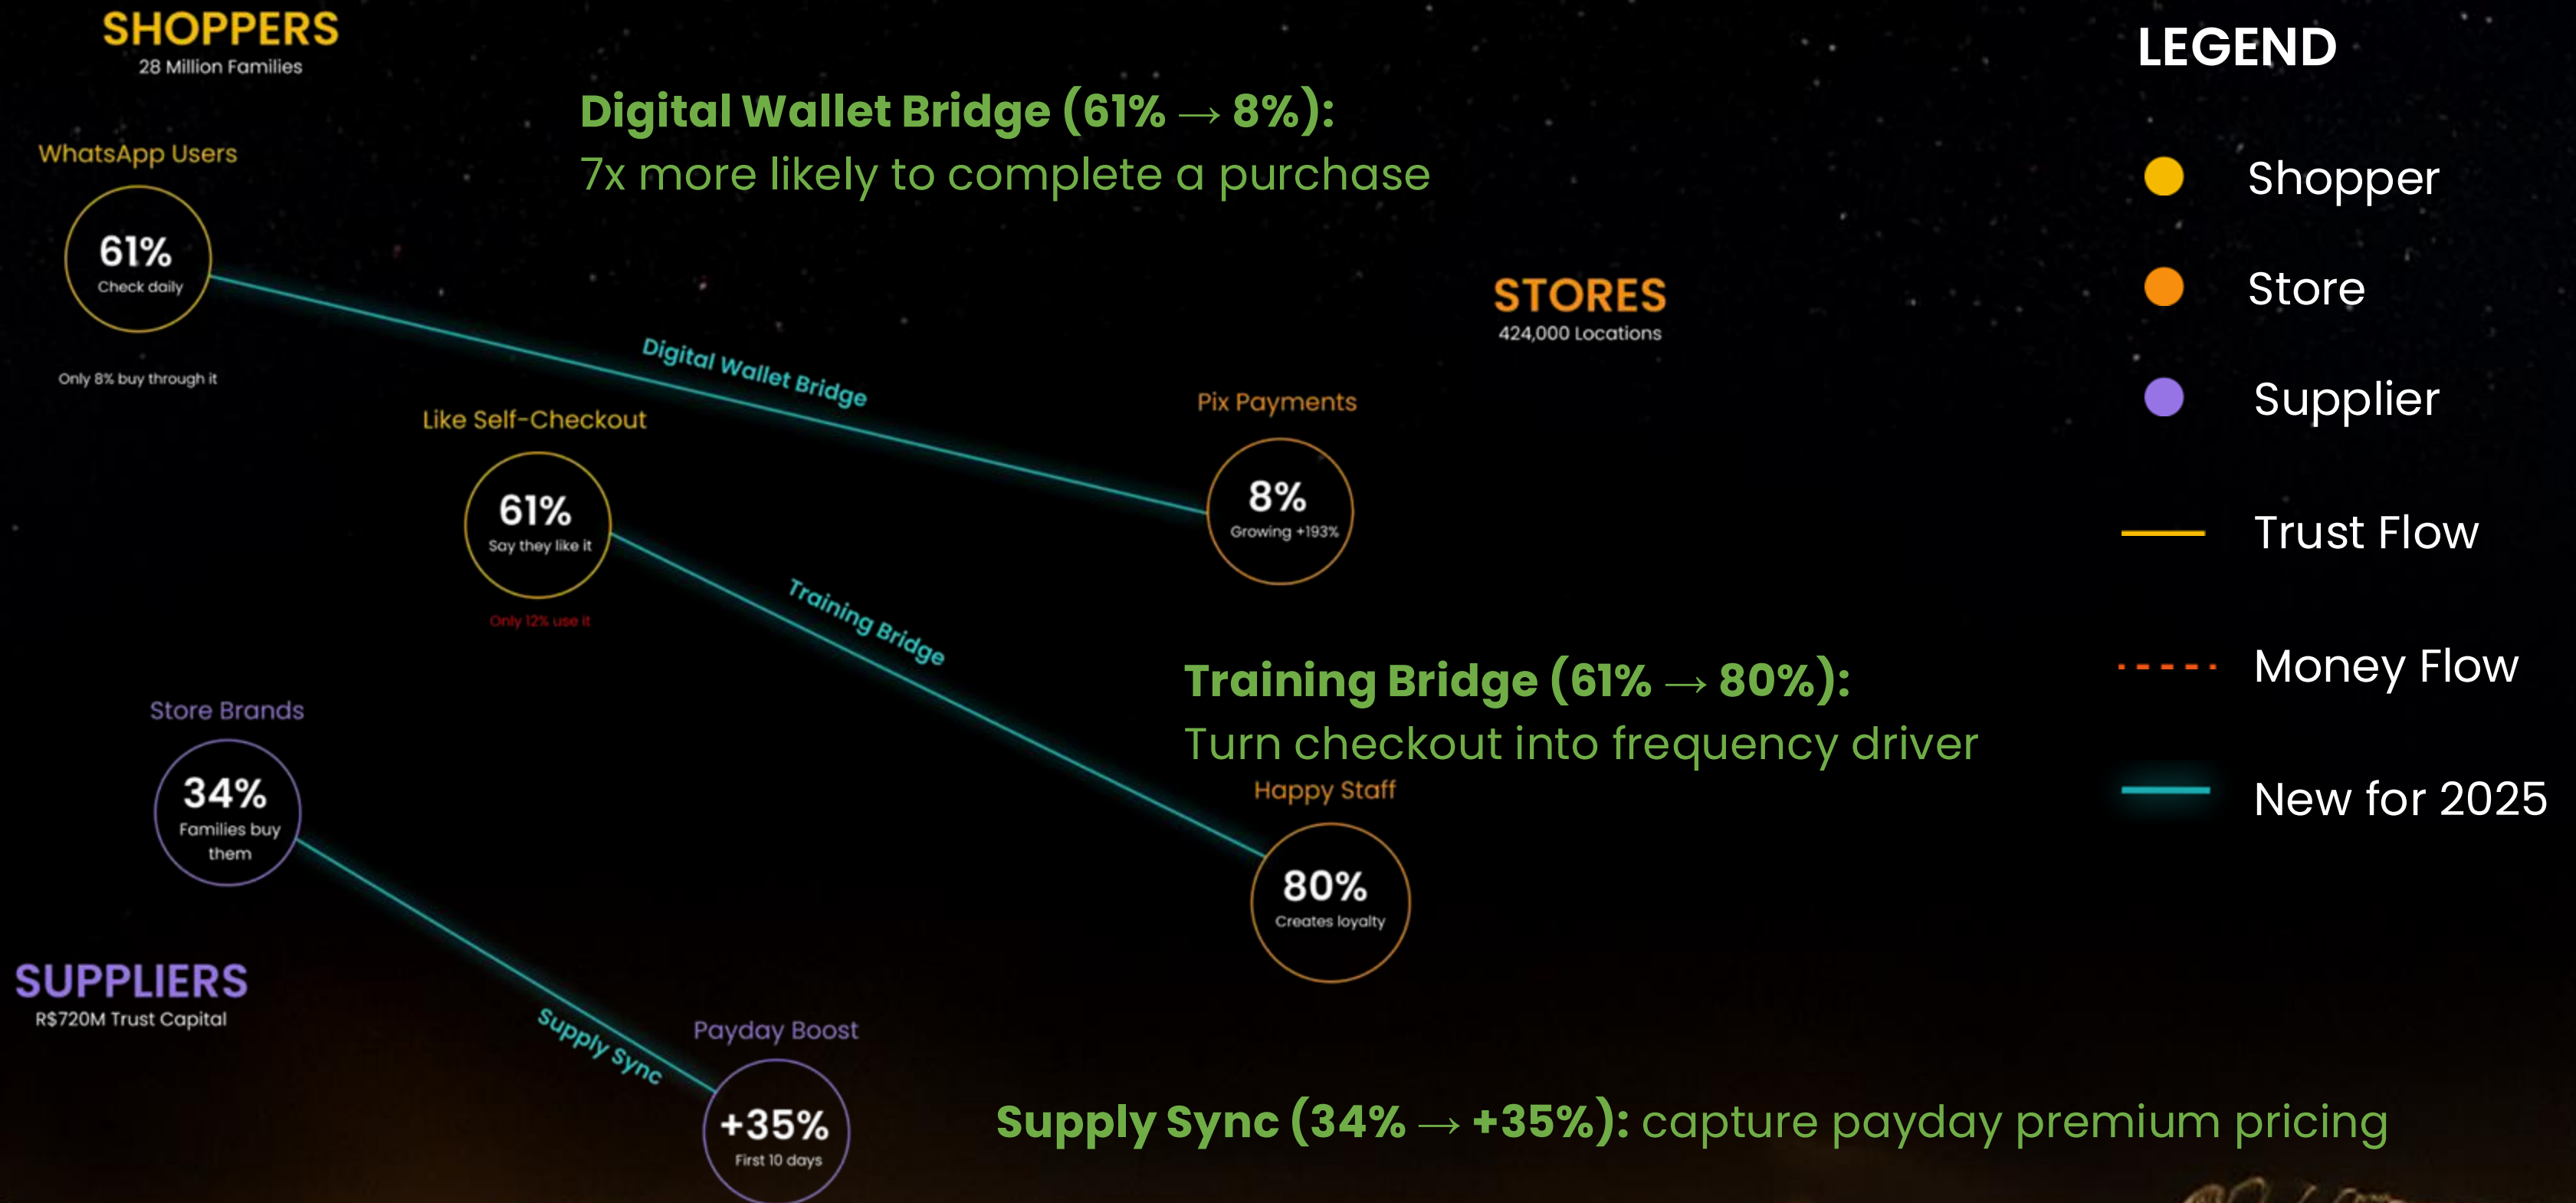 SHOPPERS
28 Million Families
Digital Wallet Bridge (61% → 8%):
7x more likely to complete a purchase
WhatsApp Users
61%
Check daily
Only 8% buy through it
Digital Wallet Bridge
STORES
424,000 Locations
Like Self-Checkout
61%
Say they like it
Only 12% use it
Pix Payments
8%
Growing +193%
Training Bridge
Training Bridge (61% → 80%):
Turn checkout into frequency driver
Store Brands
34%
Families buy
them
Happy Staff
80%
Creates loyalty
SUPPLIERS
R$720M Trust Capital
Supply Sync
Payday Boost
+35%
First 10 days
Supply Sync (34% → +35%): capture payday premium pricing
LEGEND
Shopper
Store
Supplier
Trust Flow
Money Flow
New for 2025